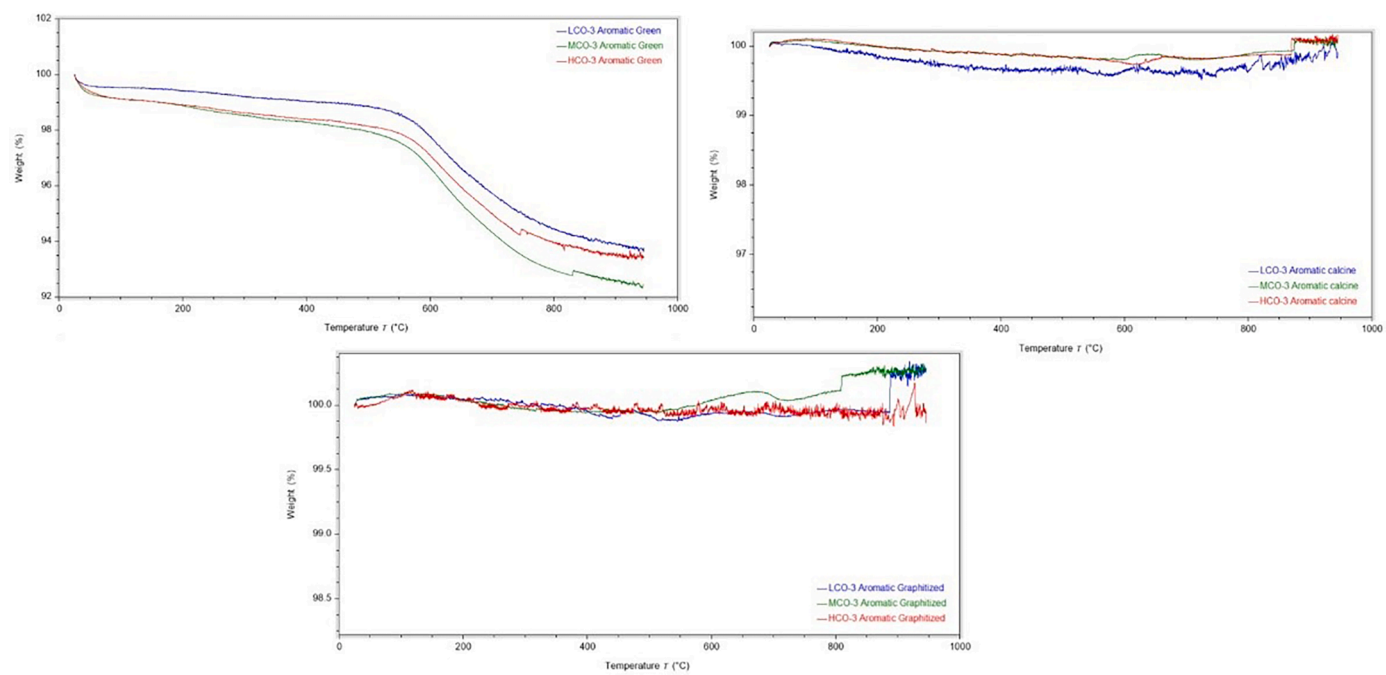 102
100
98
96
94
92
Weight (%)
LCO-3 Aromatic Green
MCO-3 Aromatic Green
HCO-3 Aromatic Green
0
200
400
600
800
1000
Temperature T (°C)
100
99
98
97
Weight (%)
LCO-3 Aromatic calcine
MCO-3 Aromatic calcine
HCO-3 Aromatic calcine
0
200
400
600
800
1000
Temperature T (°C)
100.0
99.5
99.0
98.5
Weight (%)
LCO-3 Aromatic Graphitized
MCO-3 Aromatic Graphitized
HCO-3 Aromatic Graphitized
0
200
400
600
800
1000
Temperature T (°C)